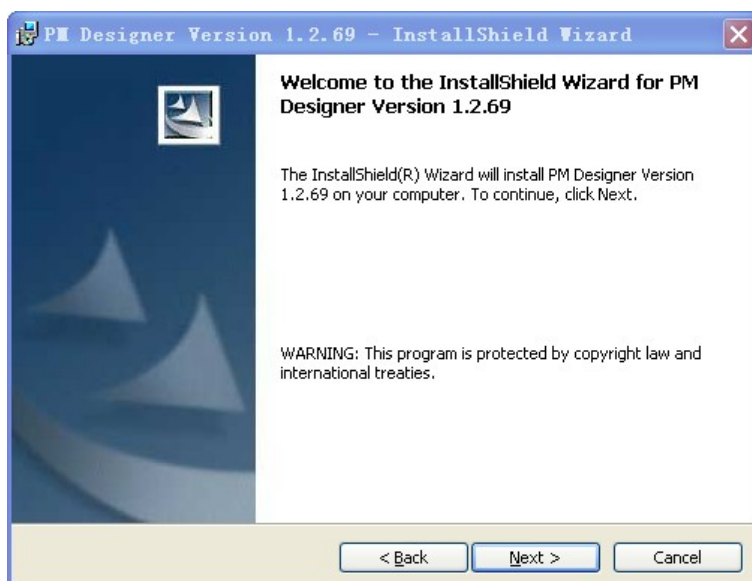 PM Designer Version 1.2.69 - InstallShield Wizard
Welcome to the InstallShield Wizard for PM
Designer Version 1.2.69
The InstallShield(R) Wizard will install PM Designer Version
1.2.69 on your computer. To continue, click Next.
WARNING: This program is protected by copyright law and
international treaties.
< Back
Next >
Cancel